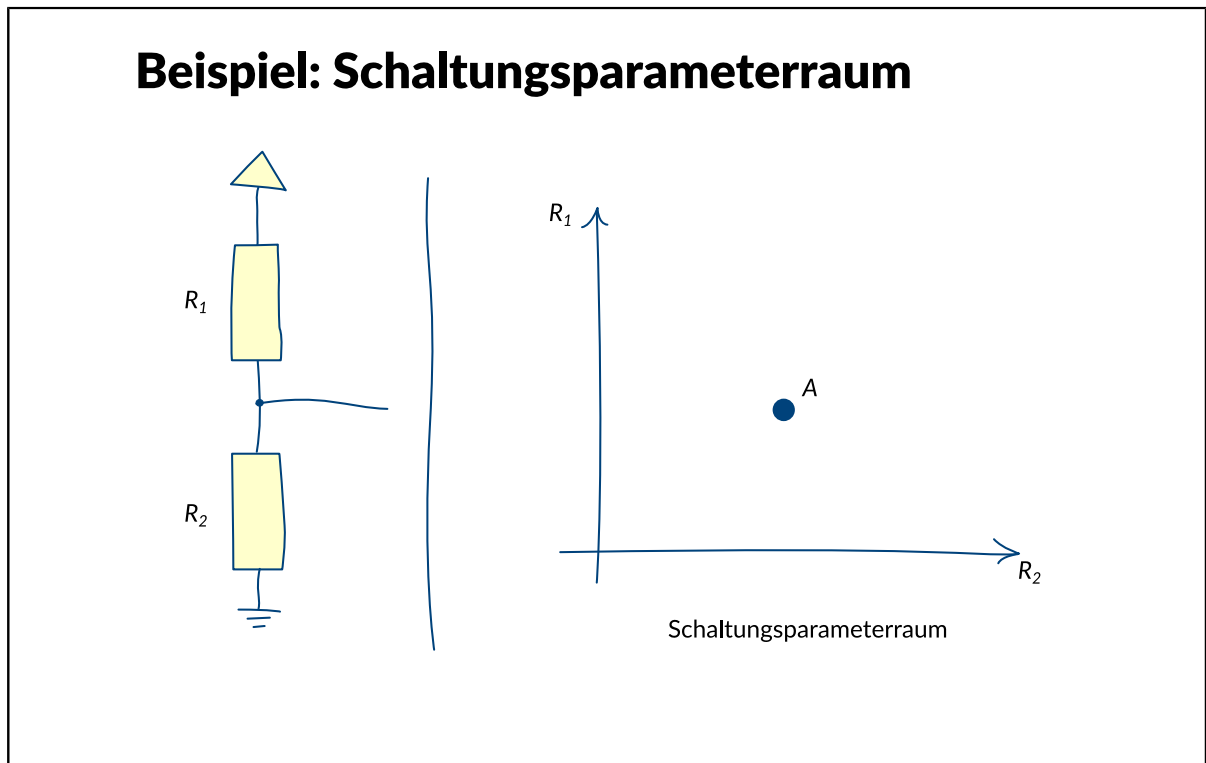 Beispiel: Schaltungsparameterraum
R₁
R₂
R₁
A
R₂
Schaltungsparameterraum